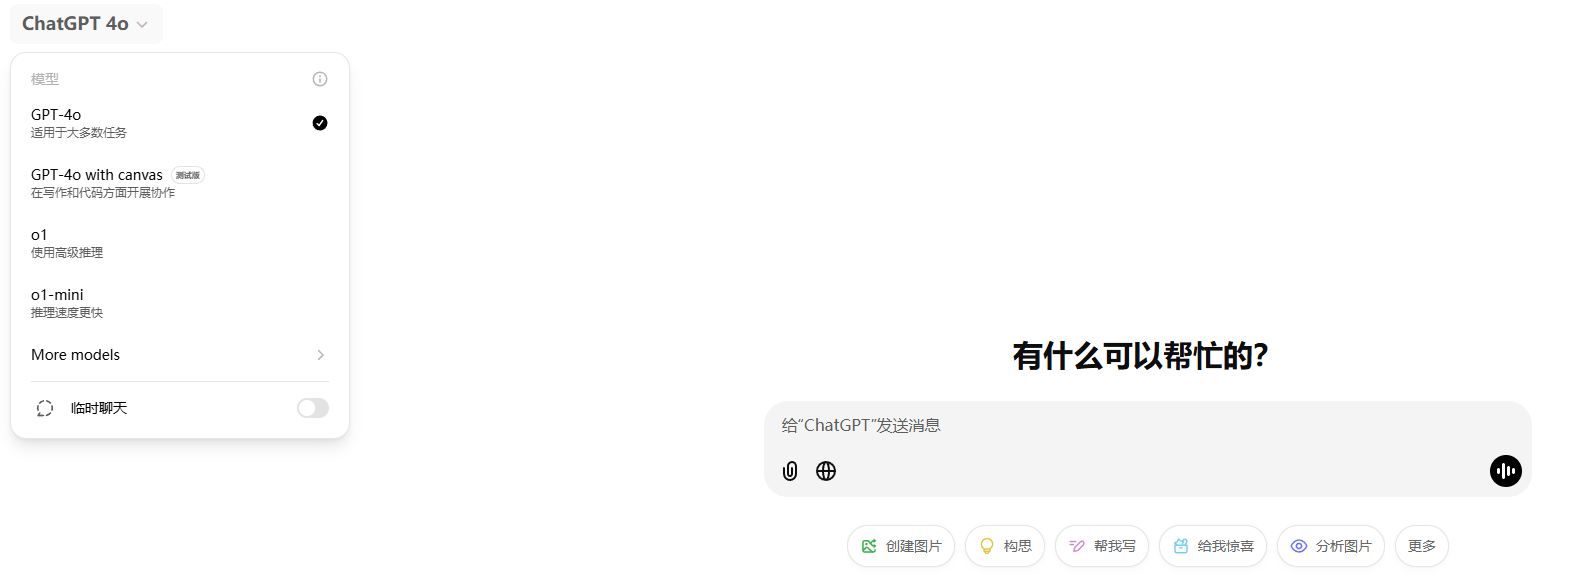 ChatGPT 4o
模型
GPT-4o
适用于大多数任务
GPT-4o with canvas 测试版
在写作和代码方面开展协作
o1
使用高级推理
o1-mini
推理速度更快
More models
临时聊天
有什么可以帮忙的？
给“ChatGPT”发送消息
创建图片 构思 帮我写 给我惊喜 分析图片 更多